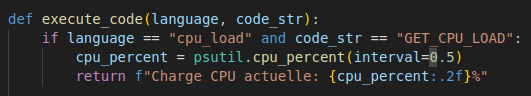 def execute_code(language, code_str):
    if language == "cpu_load" and code_str == "GET_CPU_LOAD":
        cpu_percent = psutil.cpu_percent(interval=0.5)
        return f"Charge CPU actuelle: {cpu_percent:.2f}%"